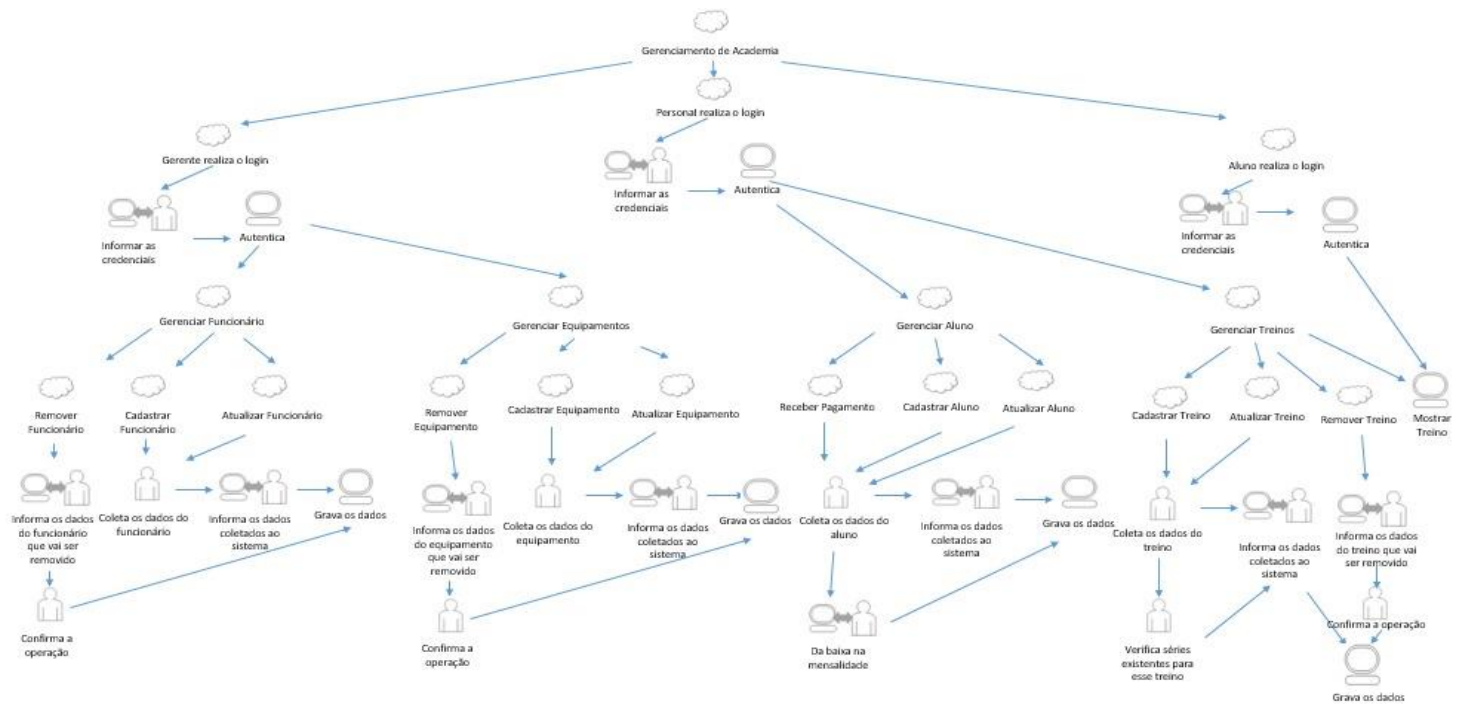 Gerenciamento de Academia
Personal realiza o login
Gerente realiza o login
Aluno realiza o login
Informar as
credenciais
Autentica
Informar as
credenciais
Autentica
Informar as
credenciais
Autentica
Gerenciar Funcionário
Gerenciar Equipamentos
Gerenciar Aluno
Gerenciar Treinos
Remover
Funcionário
Cadastrar
Funcionário
Atualizar Funcionário
Remover
Equipamento
Cadastrar Equipamento
Atualizar Equipamento
Receber Pagamento
Cadastrar Aluno
Atualizar Aluno
Cadastrar Treino
Atualizar Treino
Remover Treino
Mostrar
Treino
Informa os dados
do funcionário
que vai ser
removido
Coleta os dados do
funcionário
Informa os dados
coletados ao
sistema
Grava os dados
Informa os dados
do equipamento
que vai ser
removido
Coleta os dados do
equipamento
Informa os dados
coletados ao
sistema
Grava os dados
Coleta os dados do
aluno
Informa os dados
coletados ao
sistema
Grava os dados
Coleta os dados do
treino
Informa os dados
coletados ao
sistema
Informa os dados
do treino que vai
ser removido
Confirma a
operação
Confirma a
operação
Da baixa na
mensalidade
Verifica séries
existentes para
esse treino
Confirma a operação
Grava os dados